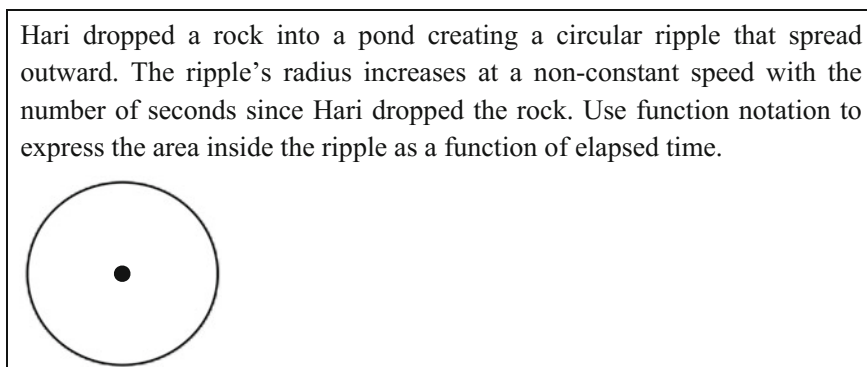 Hari dropped a rock into a pond creating a circular ripple that spread
outward. The ripple’s radius increases at a non-constant speed with the
number of seconds since Hari dropped the rock. Use function notation to
express the area inside the ripple as a function of elapsed time.